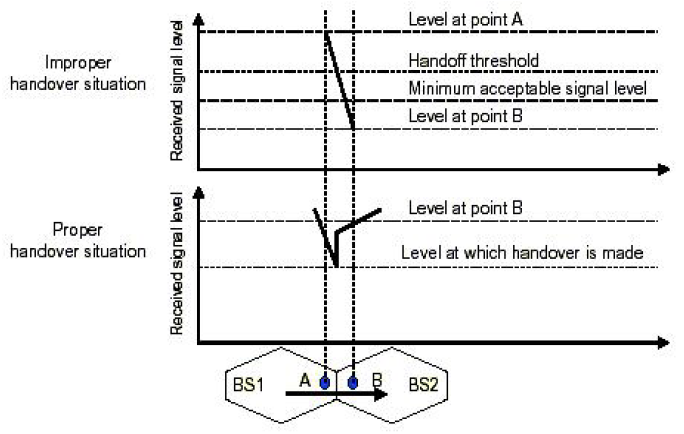 Level at point A
Improper
handover situation
Received signal level
Handoff threshold
Minimum acceptable signal level
Level at point B
Proper
handover situation
Received signal level
Level at point B
Level at which handover is made
BS1
A
B
BS2